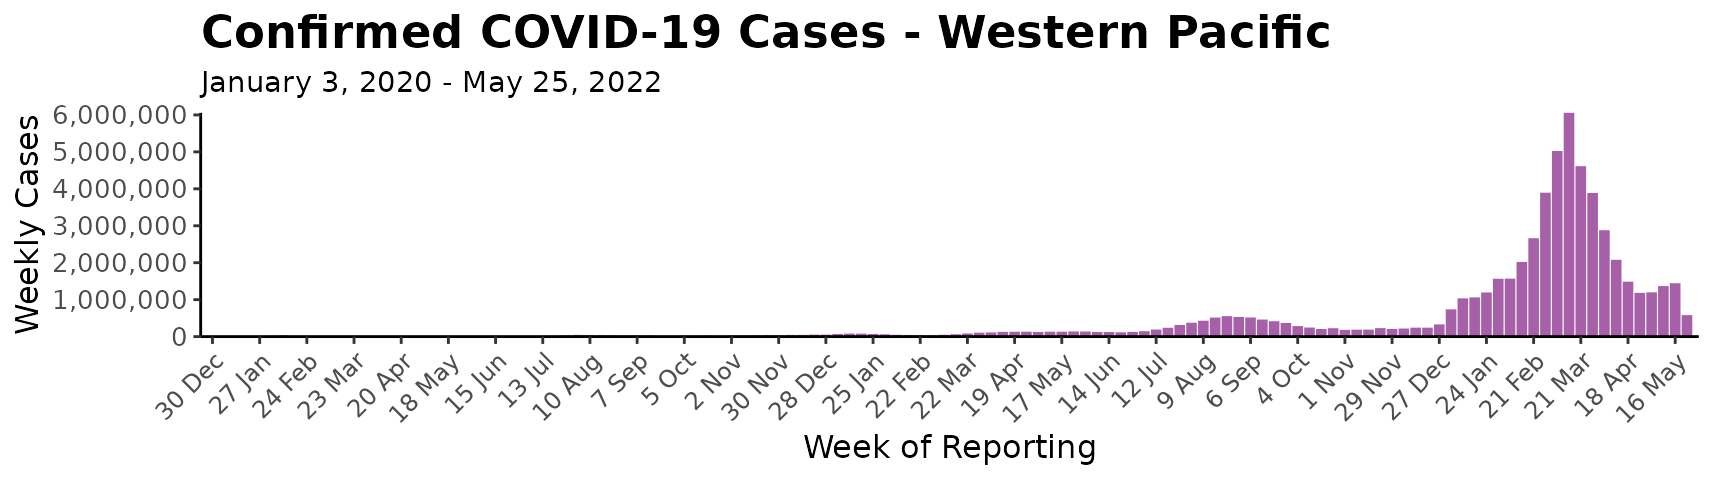 Confirmed COVID-19 Cases - Western Pacific
January 3, 2020 - May 25, 2022
Weekly Cases
6,000,000
5,000,000
4,000,000
3,000,000
2,000,000
1,000,000
0
30 Dec
27 Jan
24 Feb
23 Mar
20 Apr
18 May
15 Jun
13 Jul
10 Aug
7 Sep
5 Oct
2 Nov
30 Nov
28 Dec
25 Jan
22 Feb
22 Mar
19 Apr
17 May
14 Jun
12 Jul
9 Aug
6 Sep
4 Oct
1 Nov
29 Nov
27 Dec
24 Jan
21 Feb
21 Mar
18 Apr
16 May
Week of Reporting